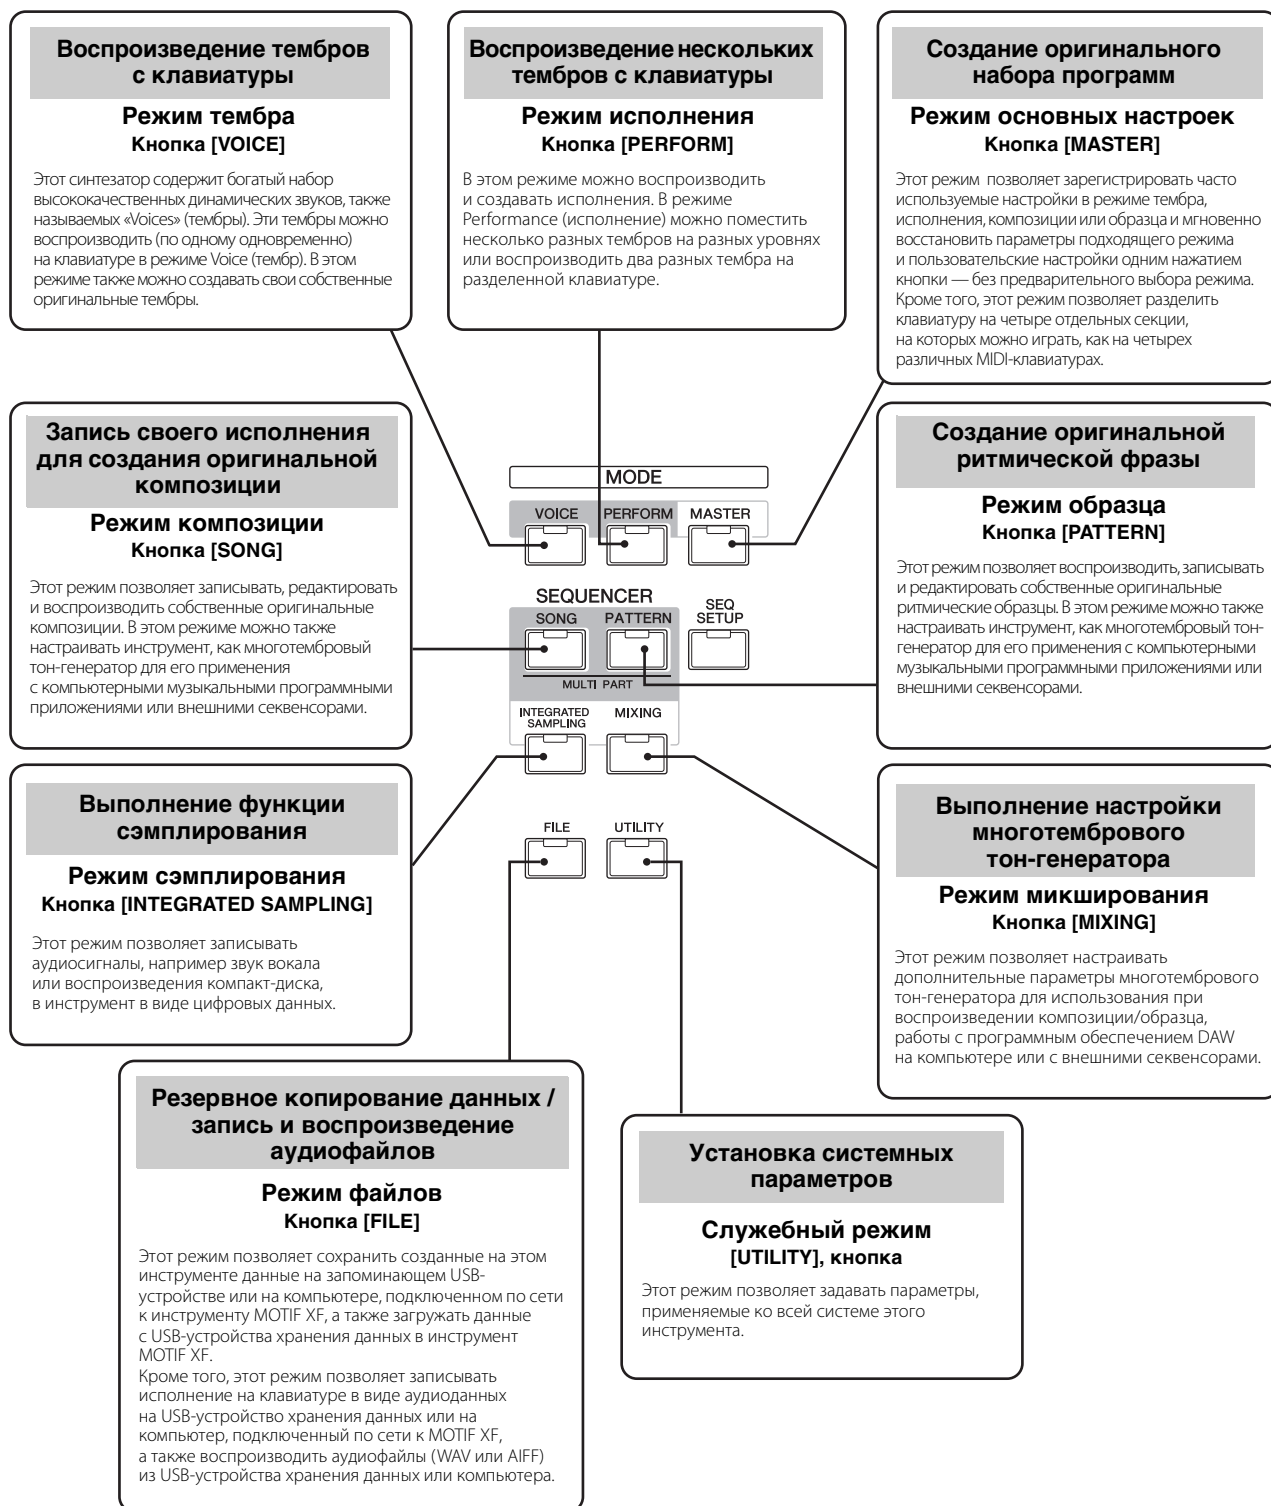 Воспроизведение тембров
с клавиатуры
Режим тембра
Кнопка [VOICE]
Этот синтезатор содержит богатый набор
высококачественных динамических звуков, также
называемых «Voices» (тембры). Эти тембры можно
воспроизводить (по одному одновременно)
на клавиатуре в режиме Voice (тембр). В этом
режиме также можно создавать свои собственные
оригинальные тембры.
Воспроизведение нескольких
тембров с клавиатуры
Режим исполнения
Кнопка [PERFORM]
В этом режиме можно воспроизводить
и создавать исполнения. В режиме
Performance (исполнение) можно поместить
несколько разных тембров на разных уровнях
или воспроизводить два разных тембра на
разделенной клавиатуре.
Создание оригинального
набора программ
Режим основных настроек
Кнопка [MASTER]
Этот режим позволяет зарегистрировать часто
используемые настройки в режиме тембра,
исполнения, композиции или образа и мгновенно
восстановить параметры подходящего режима
и пользовательские настройки одним нажатием
кнопки — без предварительного выбора режима.
Кроме того, этот режим позволяет разделить
клавиатуру на четыре отдельных секции,
на которых можно играть, как на четырех
различных MIDI-клавиатурах.
Запись своего исполнения
для создания оригинальной
композиции
Режим композиции
Кнопка [SONG]
Этот режим позволяет записывать, редактировать
и воспроизводить собственные оригинальные
композиции. В этом режиме можно также
настраивать инструмент, как многотембровый
тон-генератор для его применения
с компьютерными музыкальными программными
приложениями или внешними секвенсорами.
MODE
VOICE
PERFORM
MASTER
SEQUENCER
SONG
PATTERN
SEQ
SETUP
MULTI PART
INTEGRATED
SAMPLING
MIXING
FILE
UTILITY
Создание оригинальной
ритмической фразы
Режим образца
Кнопка [PATTERN]
Этот режим позволяет воспроизводить, записывать
и редактировать собственные оригинальные
ритмические образцы. В этом режиме можно также
настраивать инструмент, как многотембровый тон-
генератор для его применения с компьютерными
музыкальными программными приложениями или
внешними секвенсорами.
Выполнение функции
сэмплирования
Режим сэмплирования
Кнопка [INTEGRATED SAMPLING]
Этот режим позволяет записывать
аудиосигналы, например звук вокала
или воспроизведения компакт-диска,
в инструмент в виде цифровых данных.
Выполнение настройки
многотембрового
тон-генератора
Режим микширования
Кнопка [MIXING]
Этот режим позволяет настраивать
дополнительные параметры многотембрового
тон-генератора для использования при
воспроизведении композиции/образца,
работы с программным обеспечением DAW
на компьютере или с внешними секвенсорами.
Резервное копирование данных /
запись и воспроизведение
аудиофайлов
Режим файлов
Кнопка [FILE]
Этот режим позволяет сохранить созданные на этом
инструменте данные на запоминающем USB-
устройстве или на компьютере, подключенном по сети
к инструменту MOTIF XF, а также загружать данные
с USB-устройства хранения данных в инструмент
MOTIF XF.
Кроме того, этот режим позволяет записывать
исполнение на клавиатуре в виде аудиоданных
на USB-устройство хранения данных или на
компьютер, подключенный по сети к MOTIF XF,
а также воспроизводить аудиофайлы (WAV или AIFF)
из USB-устройства хранения данных или компьютера.
Установка системных
параметров
Служебный режим
[UTILITY], кнопка
Этот режим позволяет задавать параметры,
применяемые ко всей системе этого
инструмента.